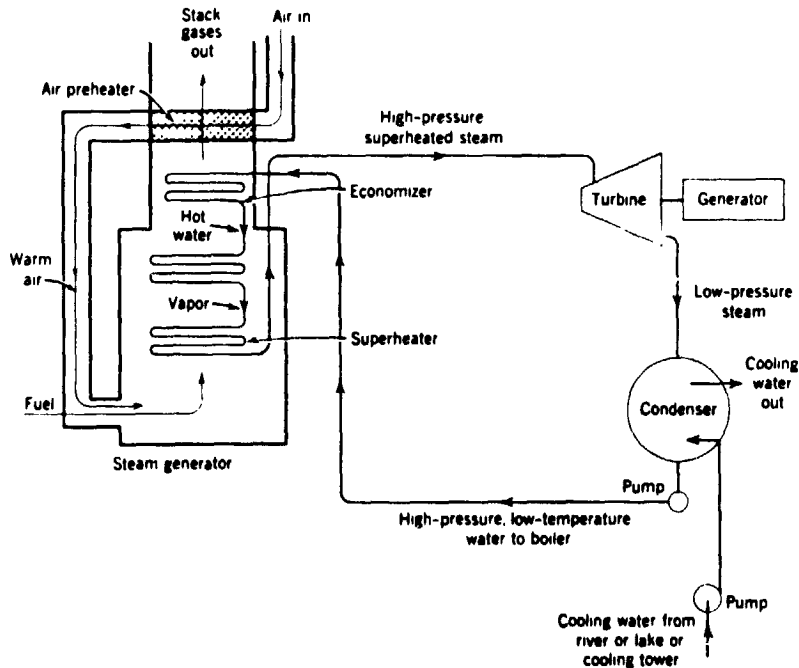 Stack
gases
out
Air in
Air preheater
High-pressure
superheated steam
Economizer
Turbine
Generator
Hot
water
Warm
air
Vapor
Low-pressure
steam
Superheater
Cooling
water
out
Fuel
Condenser
Steam generator
Pump
High-pressure, low-temperature
water to boiler
Pump
Cooling water from
river or lake or
cooling tower